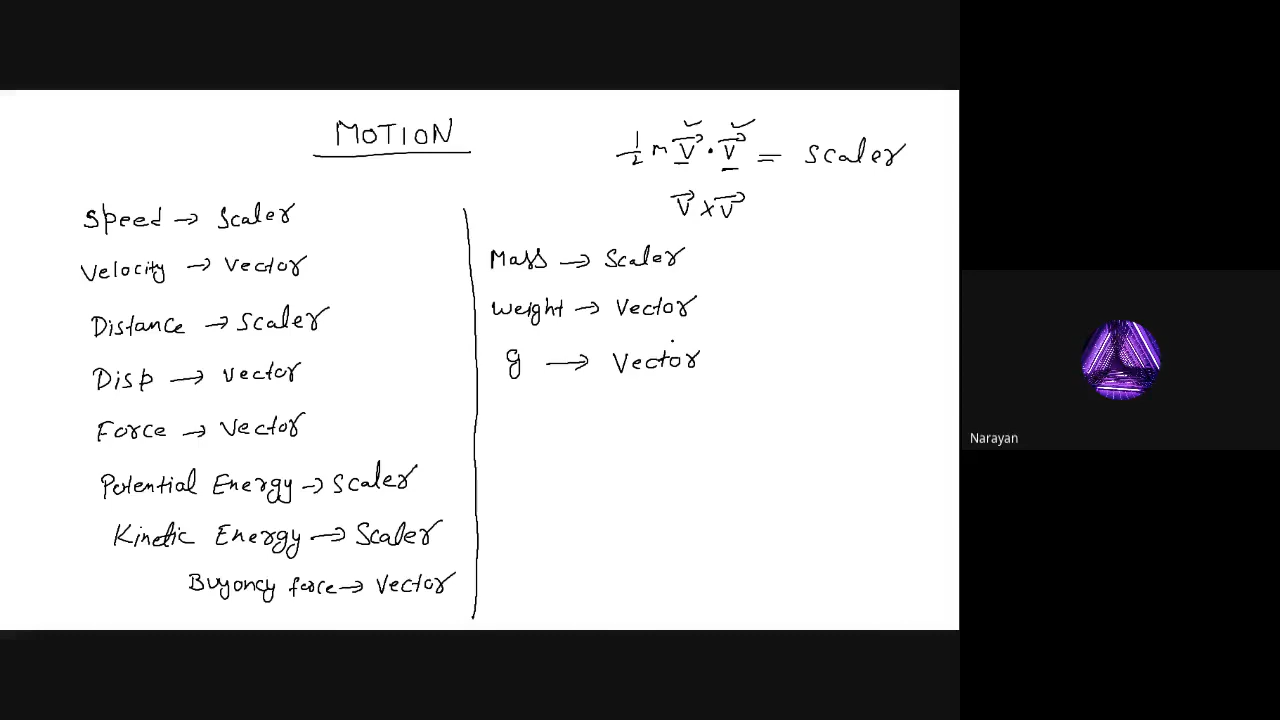 MOTION
1/2 m V⃗ · V⃗ = Scaler
V⃗ × V⃗
Speed → Scaler
Velocity → Vector
Distance → Scaler
Disp → Vector
Force → Vector
Potential Energy → Scaler
Kinetic Energy → Scaler
Buyoncy force → Vector
Mass → Scaler
Weight → Vector
g → Vector
Narayan